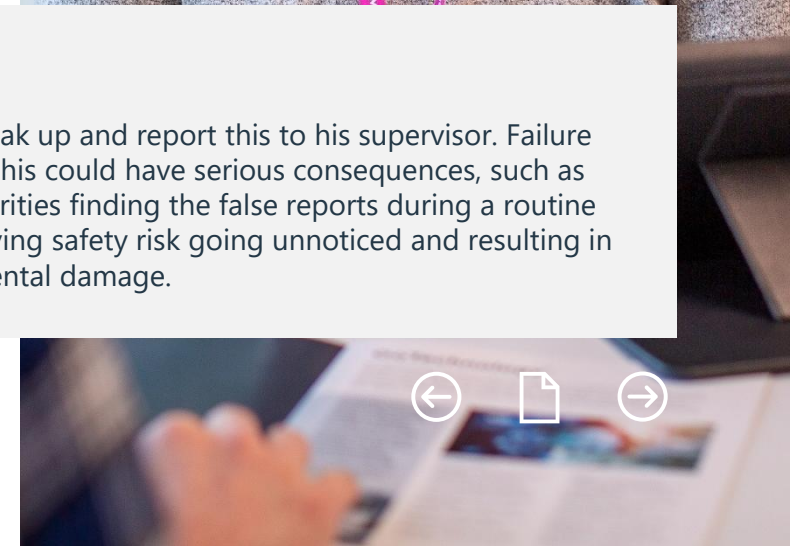 ak up and report this to his supervisor. Failure
his could have serious consequences, such as
rities finding the false reports during a routine
ving safety risk going unnoticed and resulting in
ental damage.